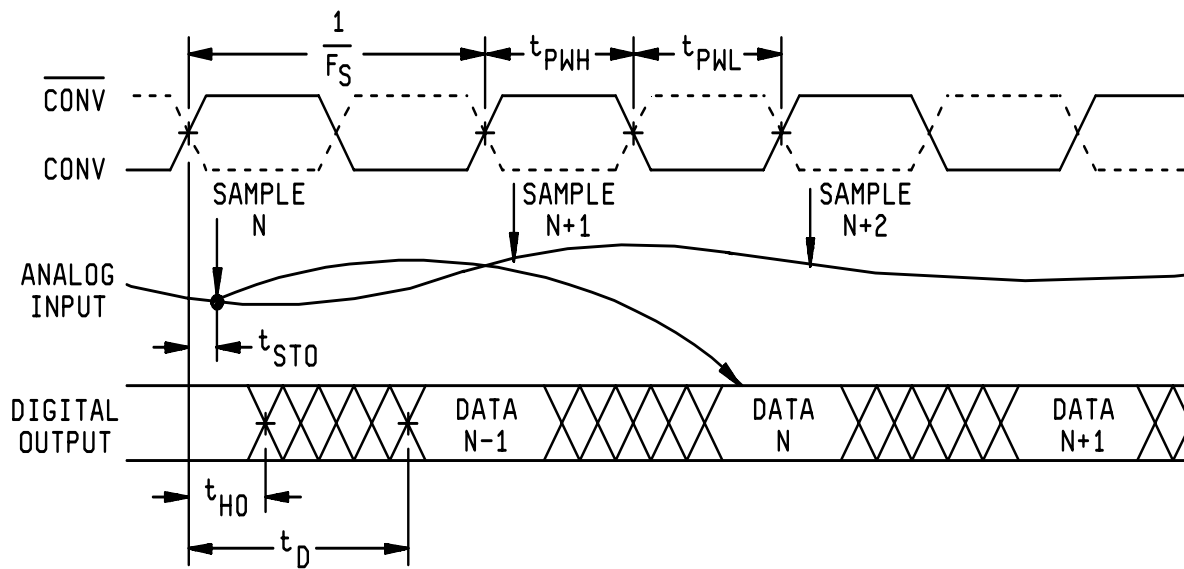 1
F_S
t_PWH
t_PWL
CONV
CONV
SAMPLE
N
SAMPLE
N+1
SAMPLE
N+2
ANALOG
INPUT
t_STO
DIGITAL
OUTPUT
DATA
N-1
DATA
N
DATA
N+1
t_HO
t_D